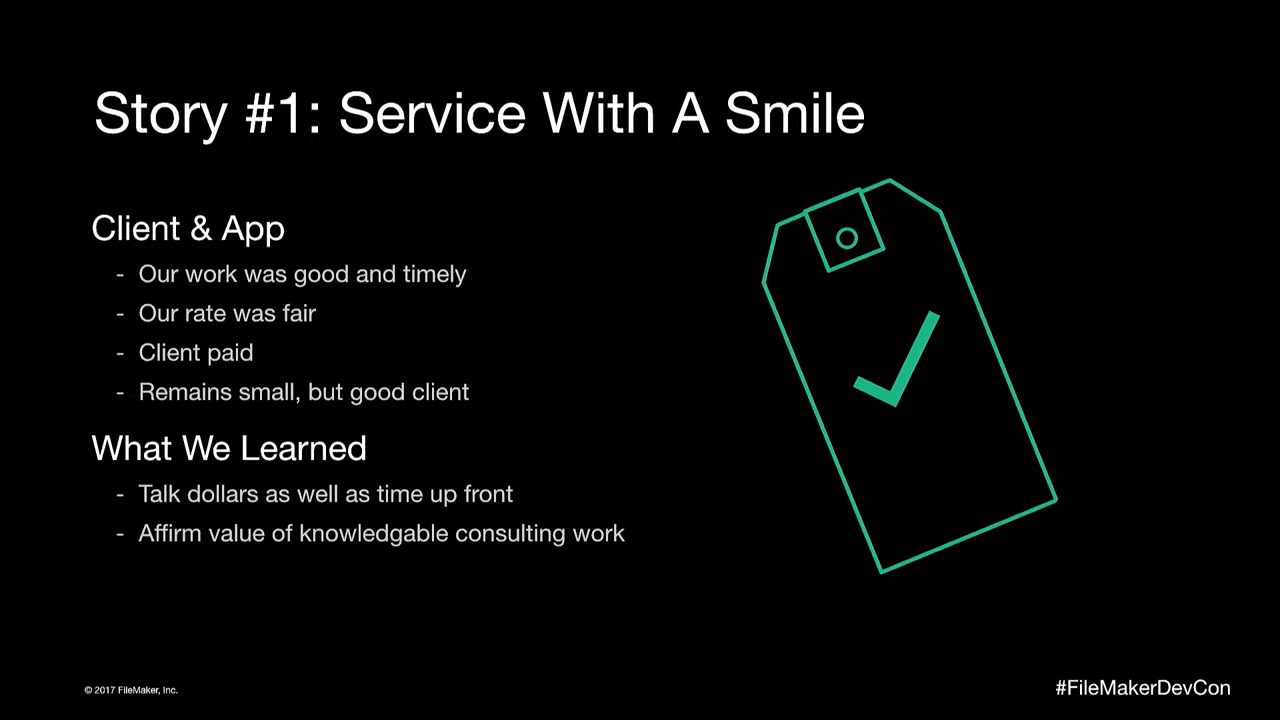 Story #1: Service With A Smile
Client & App
- Our work was good and timely
- Our rate was fair
- Client paid
- Remains small, but good client
What We Learned
- Talk dollars as well as time up front
- Affirm value of knowledgable consulting work
© 2017 FileMaker, Inc.
#FileMakerDevCon